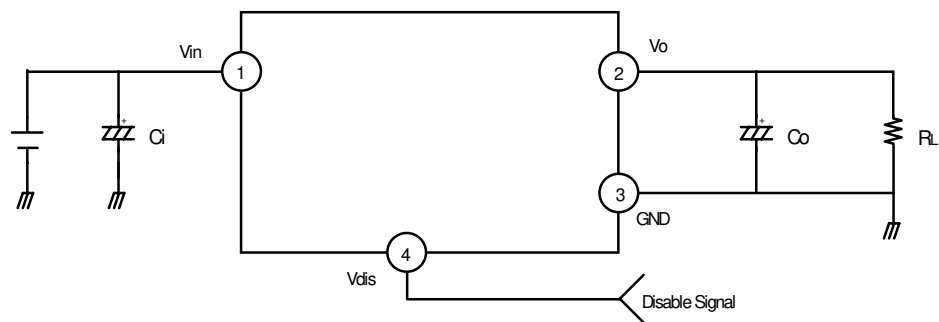 Vin
Vo
1
2
+
Ci
+
Co
RL
3
GND
4
Vdis
Disable Signal